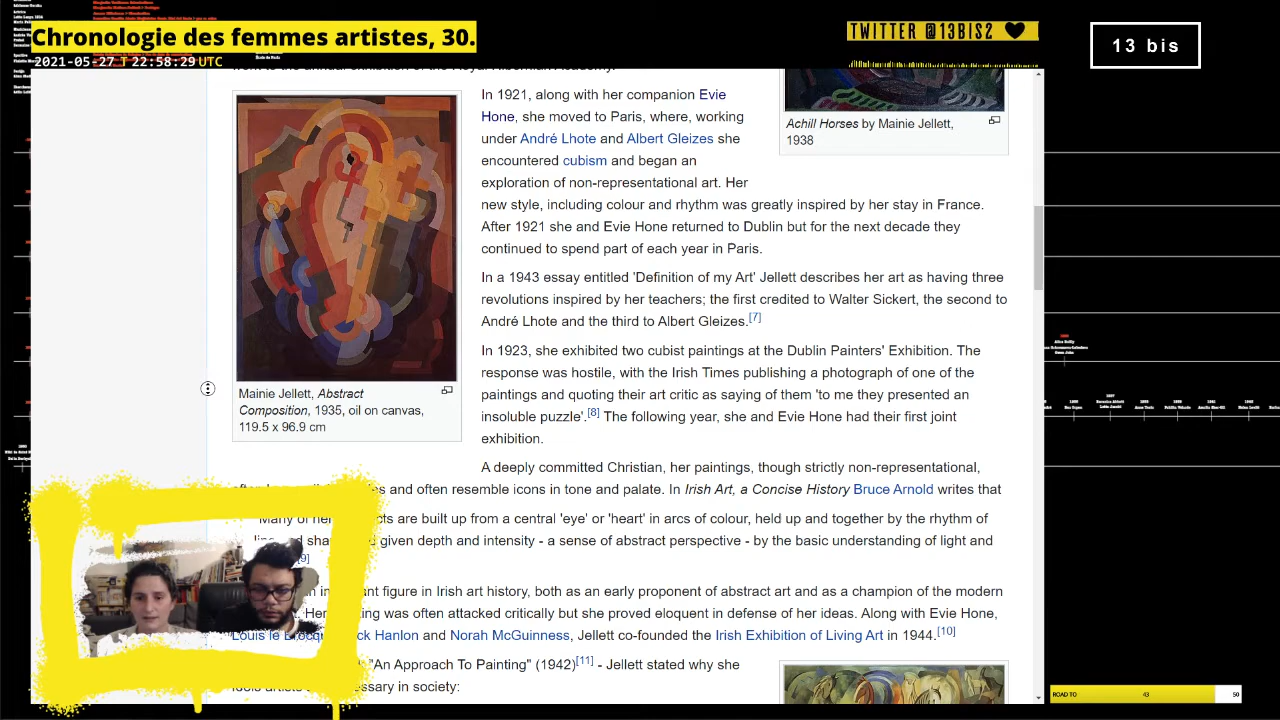 Chronologie des femmes artistes, 30.
2021-05-27 T 22:58:29 UTC
TWITTER @13BIS2
13 bis
In 1921, along with her companion Evie
Hone, she moved to Paris, where, working
under André Lhote and Albert Gleizes she
encountered cubism and began an
exploration of non-representational art. Her
new style, including colour and rhythm was greatly inspired by her stay in France.
After 1921 she and Evie Hone returned to Dublin but for the next decade they
continued to spend part of each year in Paris.
Achill Horses by Mainie Jellett,
1938
In a 1943 essay entitled 'Definition of my Art' Jellett describes her art as having three
revolutions inspired by her teachers; the first credited to Walter Sickert, the second to
André Lhote and the third to Albert Gleizes.[7]
In 1923, she exhibited two cubist paintings at the Dublin Painters' Exhibition. The
response was hostile, with the Irish Times publishing a photograph of one of the
paintings and quoting their art critic as saying of them 'to me they presented an
insoluble puzzle'.[8] The following year, she and Evie Hone had their first joint
exhibition.
Mainie Jellett, Abstract
Composition, 1935, oil on canvas,
119.5 x 96.9 cm
A deeply committed Christian, her paintings, though strictly non-representational,
and often resemble icons in tone and palate. In Irish Art, a Concise History Bruce Arnold writes that
Many of her are built up from a central 'eye' or 'heart' in arcs of colour, held up and together by the rhythm of
given depth and intensity - a sense of abstract perspective - by the basic understanding of light and
[9]
figure in Irish art history, both as an early proponent of abstract art and as a champion of the modern
was often attacked critically but she proved eloquent in defense of her ideas. Along with Evie Hone,
Louis le Hanlon and Norah McGuinness, Jellett co-founded the Irish Exhibition of Living Art in 1944.[10]
"An Approach To Painting" (1942)[11] - Jellett stated why she
in society:
ROAD TO 43 50